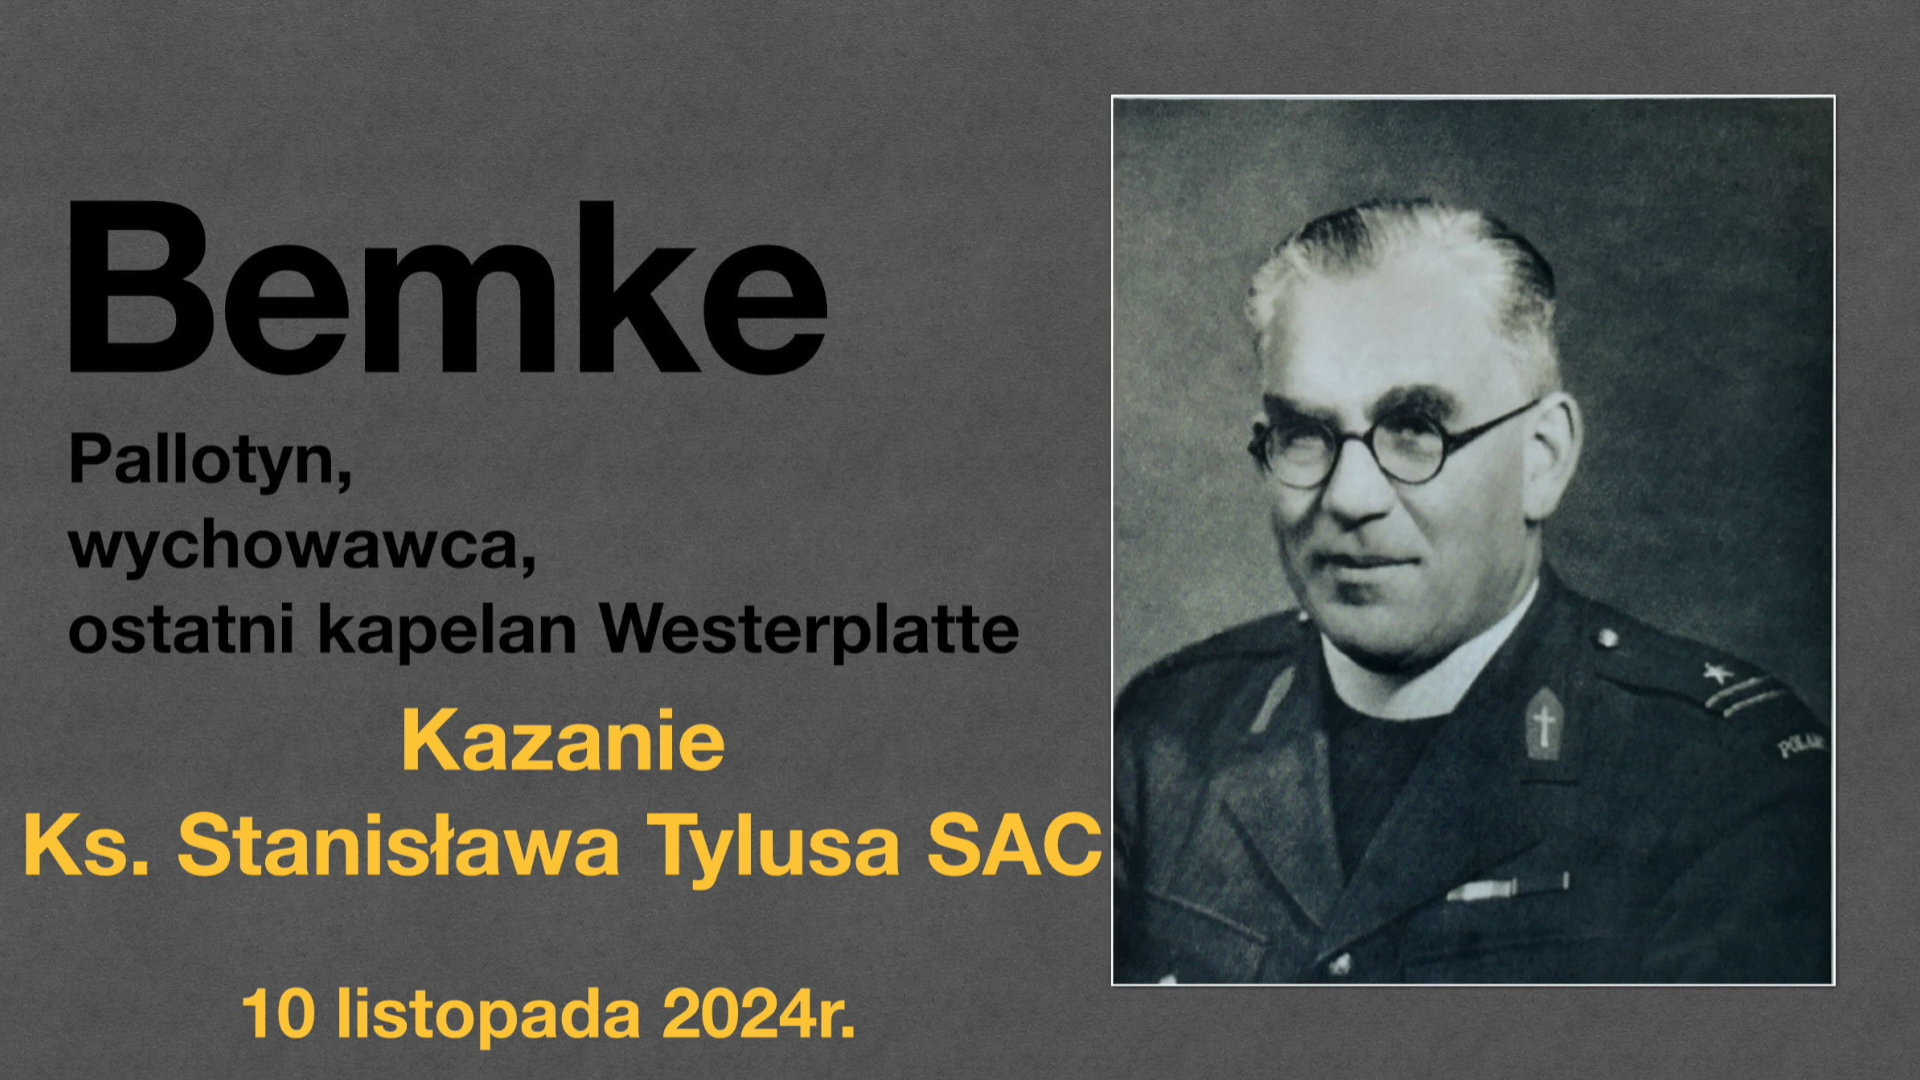 Bemke
Pallotyn,
wychowawca,
ostatni kapelan Westerplatte
Kazanie
Ks. Stanisława Tylusa SAC
10 listopada 2024r.